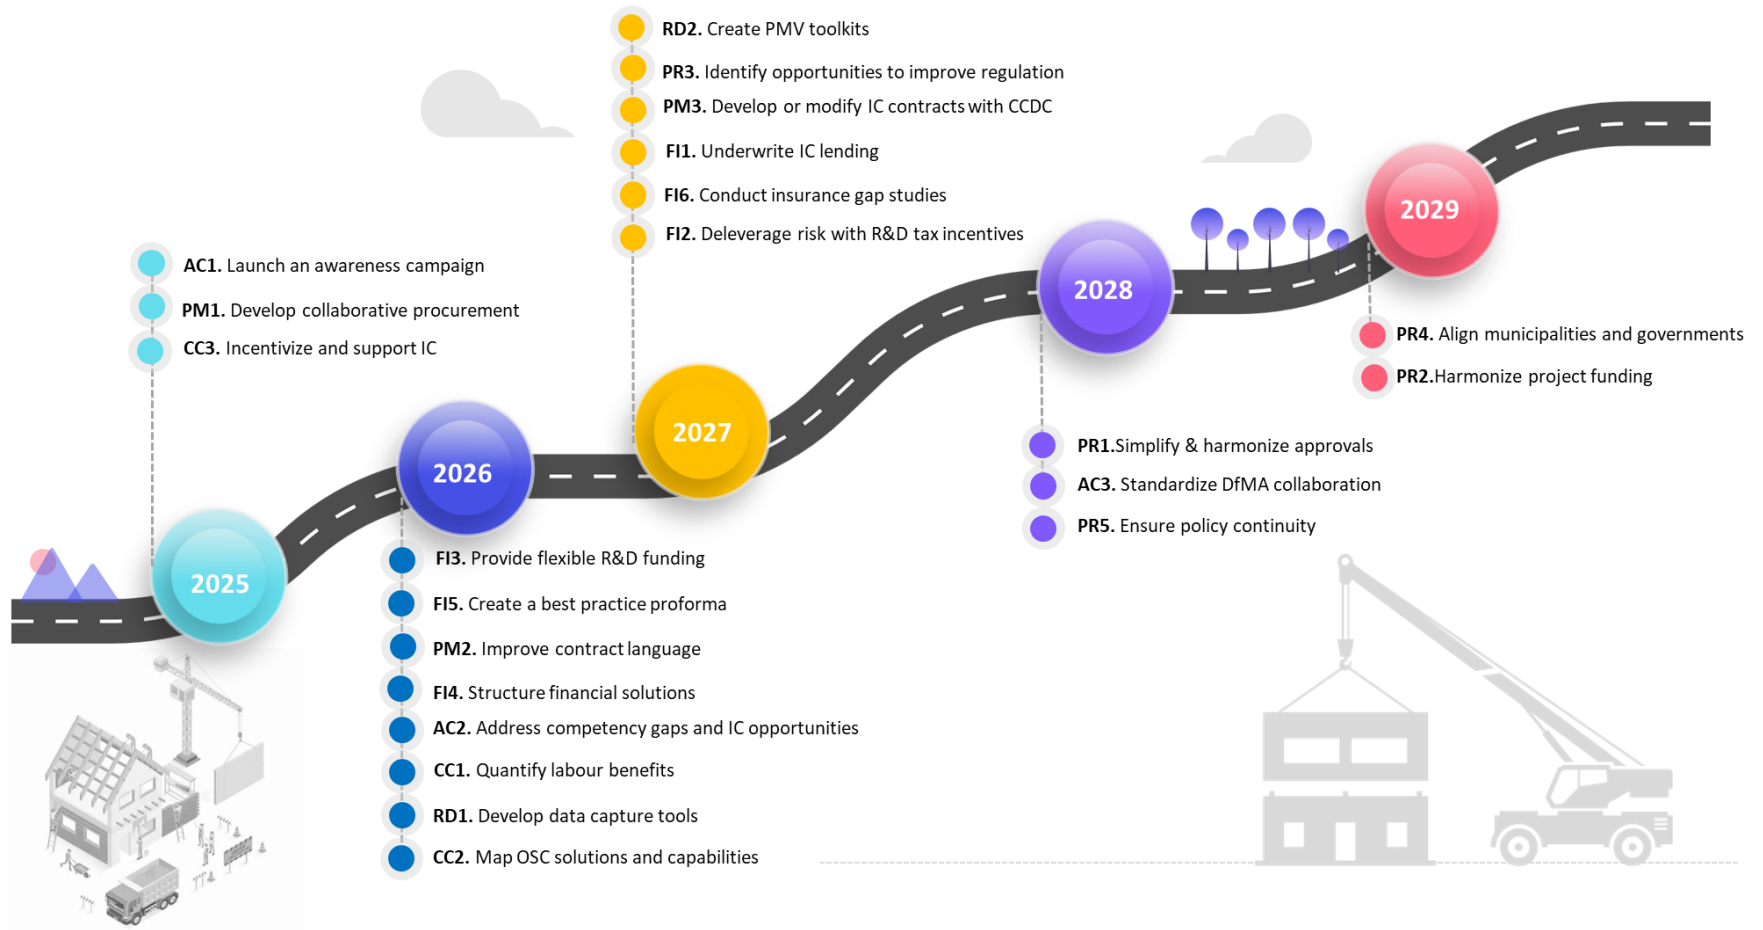 2025
AC1. Launch an awareness campaign
PM1. Develop collaborative procurement
CC3. Incentivize and support IC
2026
FI3. Provide flexible R&D funding
FI5. Create a best practice proforma
PM2. Improve contract language
FI4. Structure financial solutions
AC2. Address competency gaps and IC opportunities
CC1. Quantify labour benefits
RD1. Develop data capture tools
CC2. Map OSC solutions and capabilities
2027
RD2. Create PMV toolkits
PR3. Identify opportunities to improve regulation
PM3. Develop or modify IC contracts with CCDC
FI1. Underwrite IC lending
FI6. Conduct insurance gap studies
FI2. Deleverage risk with R&D tax incentives
2028
PR1.Simplify & harmonize approvals
AC3. Standardize DfMA collaboration
PR5. Ensure policy continuity
2029
PR4. Align municipalities and governments
PR2.Harmonize project funding